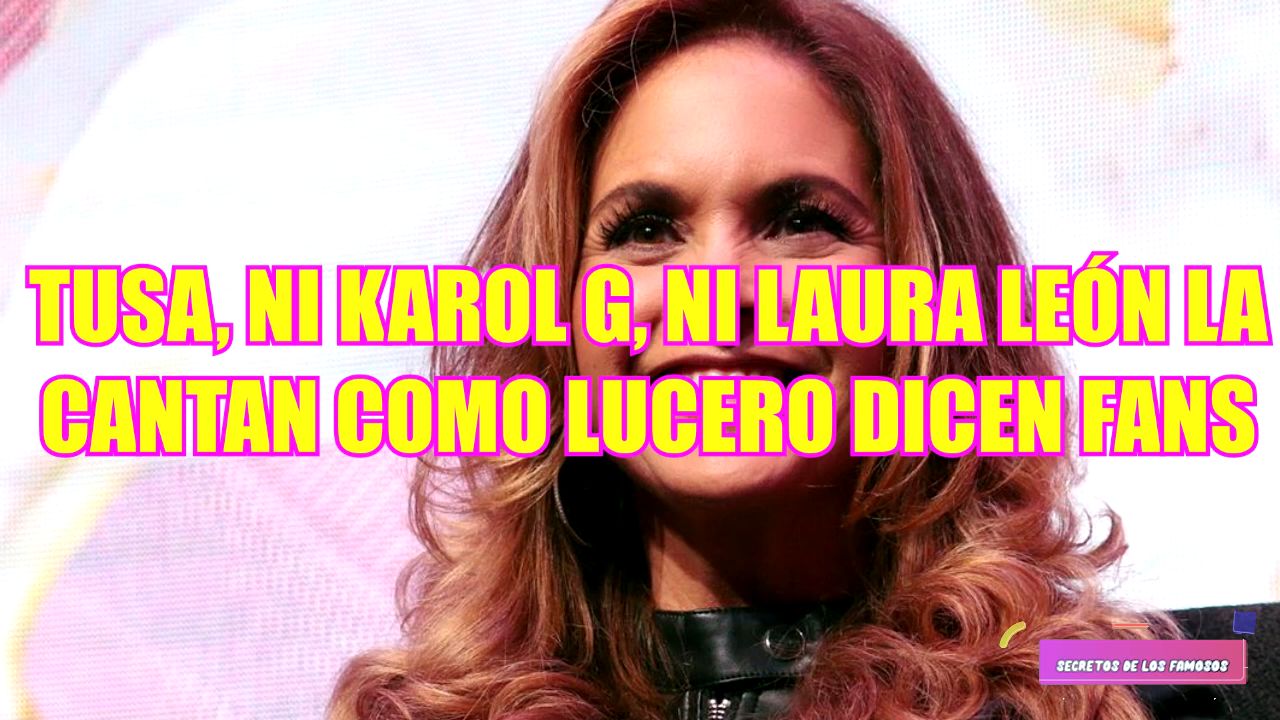 TUSA, NI KAROL G, NI LAURA LEÓN LA
CANTAN COMO LUCERO DICEN FANS
SECRETOS DE LOS FAMOSOS